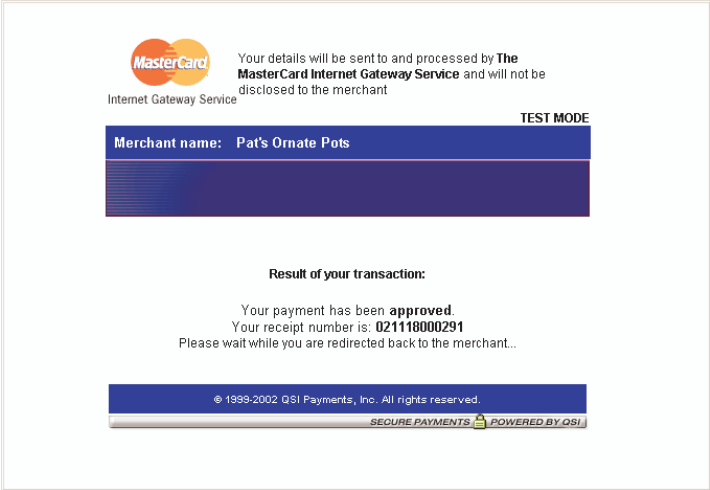 MasterCard
Internet Gateway Service
Your details will be sent to and processed by The
MasterCard Internet Gateway Service and will not be
disclosed to the merchant
TEST MODE
Merchant name: Pat's Ornate Pots
Result of your transaction:
Your payment has been approved.
Your receipt number is: 021118000291
Please wait while you are redirected back to the merchant...
© 1999-2002 QSI Payments, Inc. All rights reserved.
SECURE PAYMENTS POWERED BY QSI